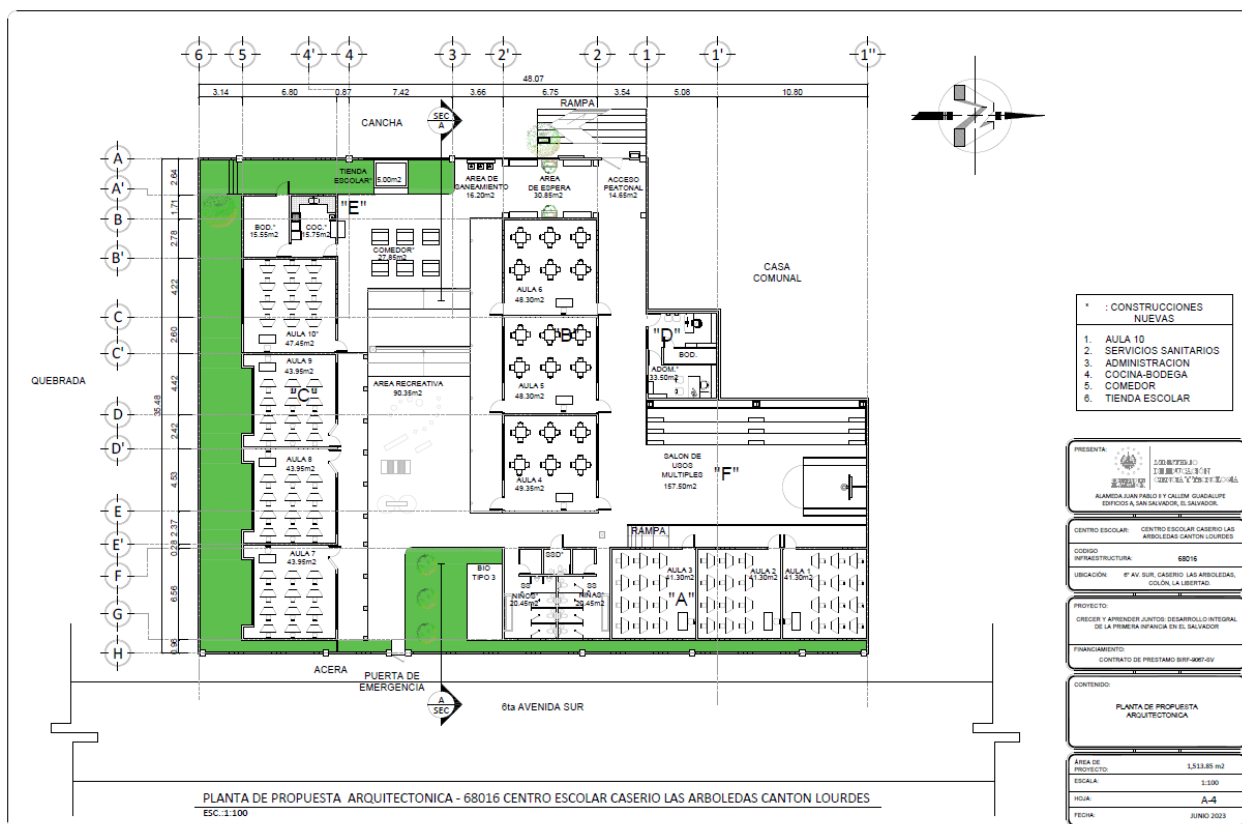 6 5 4' 4 3 2' 2 1 1' 1''
48.07
3.14 6.80 0.87 7.42 3.66 6.75 3.54 5.08 10.80
RAMPA
CANCHA
SEC
A
A
A'
B
B'
C
C'
D
D'
E
E'
F
G
H
2.64
1.71
2.78
4.22
2.60
4.42
2.42
4.53
2.37
0.28
6.56
0.96
35.48
TIENDA
ESCOLAR*
5.00m2
AREA DE
SANEAMIENTO
16.20m2
AREA
DE ESPERA
30.85m2
ACCESO
PEATONAL
14.65m2
"E"
BOD.*
15.55m2
COC.*
15.75m2
COMEDOR*
27.85m2
AULA 6
48.30m2
CASA
COMUNAL
AULA 10*
47.45m2
"B"
"D"
BOD.
ADOM.*
33.50m2
QUEBRADA
AULA 9
43.95m2
"C"
AREA RECREATIVA
90.35m2
AULA 5
48.30m2
AULA 8
43.95m2
AULA 4
49.35m2
SALON DE
USOS
MULTIPLES
157.50m2
"F"
RAMPA
AULA 7
43.95m2
BIO
TIPO 3
SSD*
SS
NIÑOS*
20.45m2
SS
NIÑAS*
20.45m2
AULA 3
41.30m2
"A"
AULA 2
41.30m2
AULA 1
41.30m2
ACERA
PUERTA DE
EMERGENCIA
A
SEC
6ta AVENIDA SUR
PLANTA DE PROPUESTA ARQUITECTONICA - 68016 CENTRO ESCOLAR CASERIO LAS ARBOLEDAS CANTON LOURDES
ESC.:1:100
* : CONSTRUCCIONES
NUEVAS
1. AULA 10
2. SERVICIOS SANITARIOS
3. ADMINISTRACION
4. COCINA-BODEGA
5. COMEDOR
6. TIENDA ESCOLAR
PRESENTA:
MINISTERIO
DE EDUCACIÓN
CIENCIA Y TECNOLOGIA
ALAMEDA JUAN PABLO II Y CALLEM GUADALUPE
EDIFICIOS A, SAN SALVADOR, EL SALVADOR.
CENTRO ESCOLAR: CENTRO ESCOLAR CASERIO LAS
ARBOLEDAS CANTON LOURDES
CODIGO
INFRAESTRUCTURA: 68016
UBICACIÓN: 6° AV. SUR, CASERIO LAS ARBOLEDAS,
COLÓN, LA LIBERTAD.
PROYECTO:
CRECER Y APRENDER JUNTOS: DESARROLLO INTEGRAL
DE LA PRIMERA INFANCIA EN EL SALVADOR
FINANCIAMIENTO:
CONTRATO DE PRESTAMO BIRF-9067-SV
CONTENIDO:
PLANTA DE PROPUESTA
ARQUITECTONICA
ÁREA DE
PROYECTO: 1,513.85 m2
ESCALA: 1:100
HOJA: A-4
FECHA: JUNIO 2023